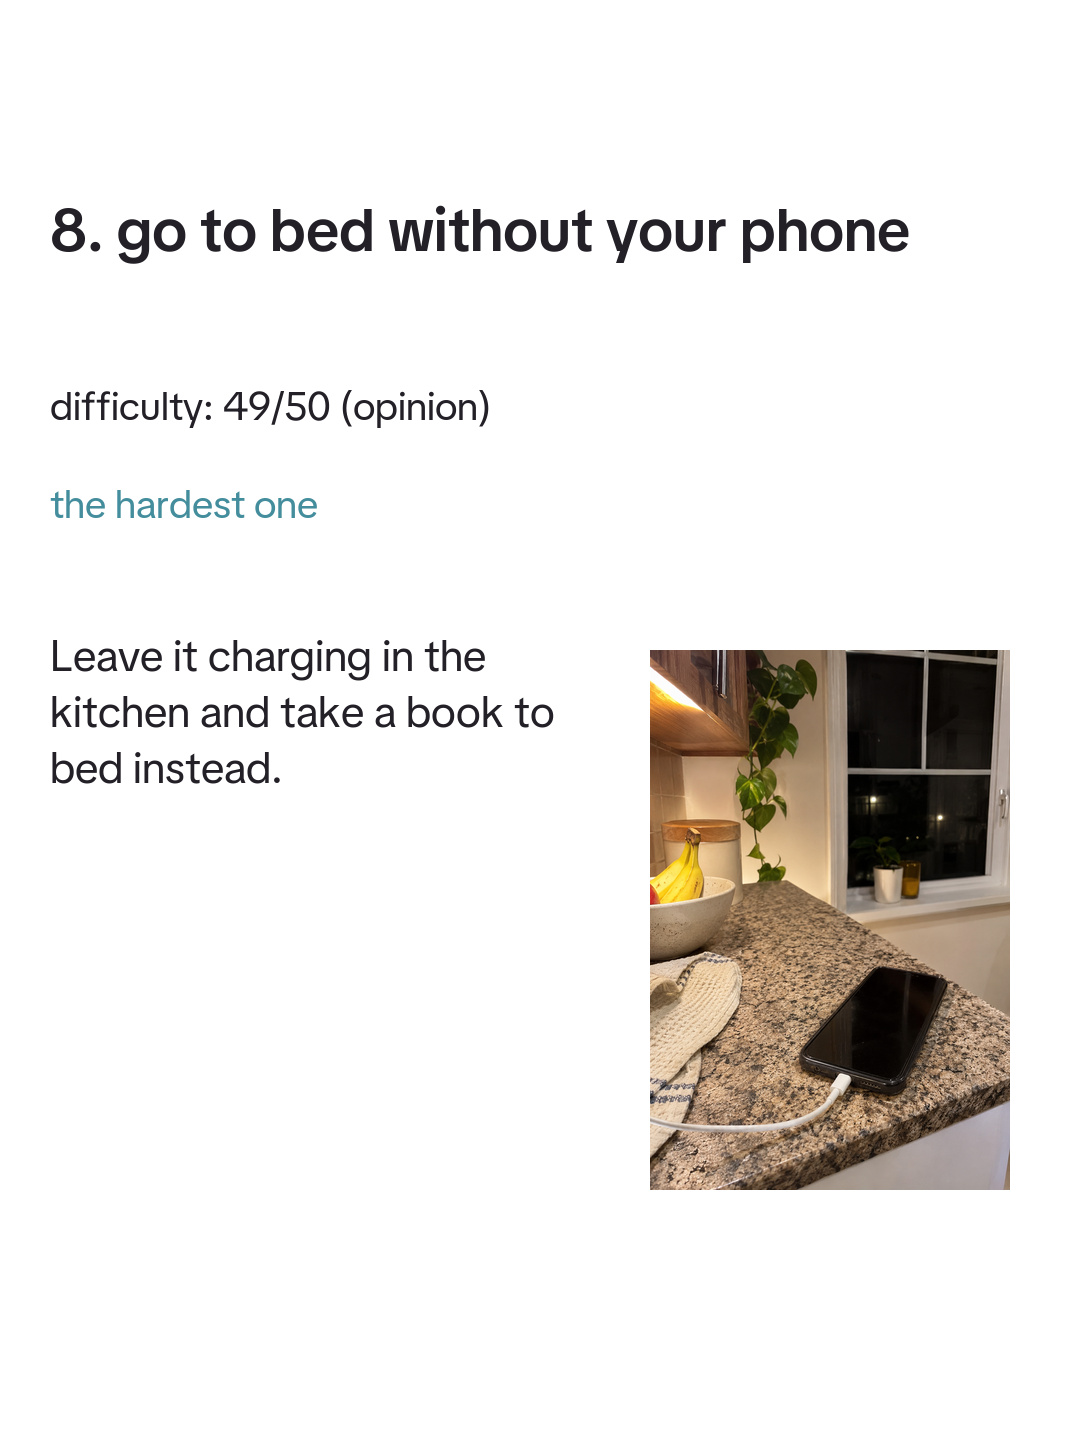 8. go to bed without your phone
difficulty: 49/50 (opinion)
the hardest one
Leave it charging in the
kitchen and take a book to
bed instead.